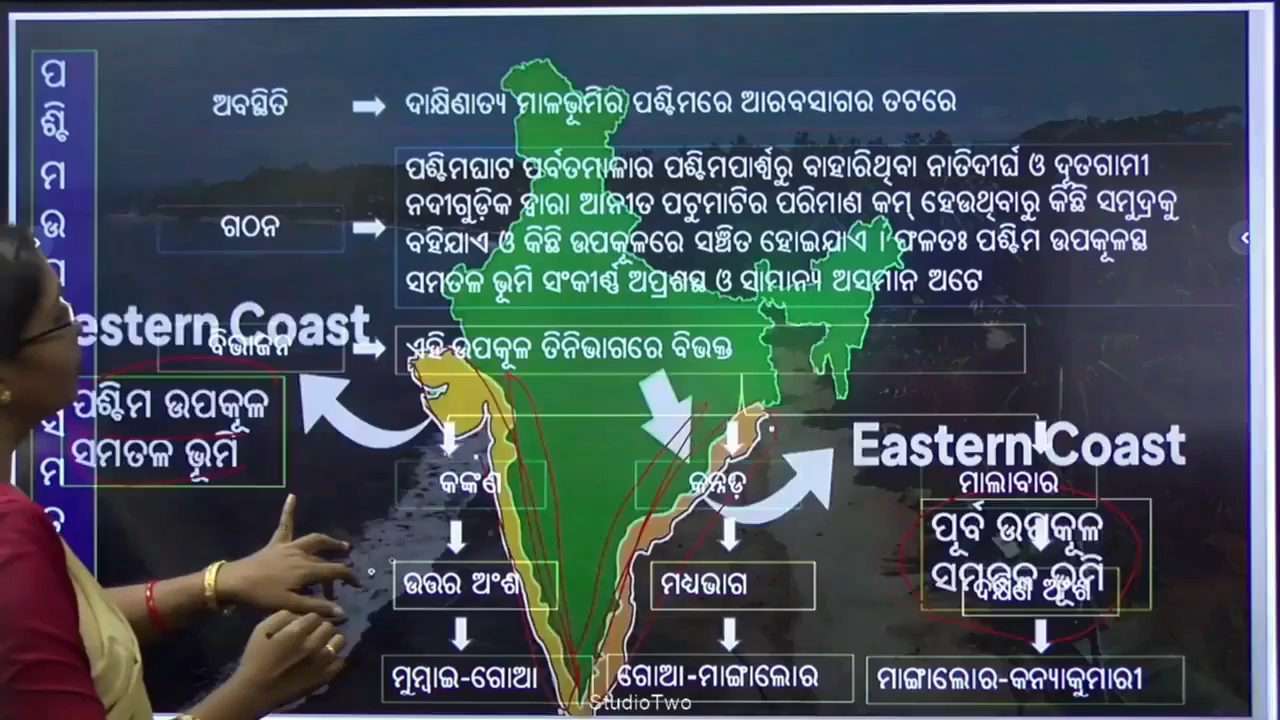 ଅବସ୍ଥିତି
ଦାକ୍ଷିଣାତ୍ୟ ମାଳଭୂମିର ପଶ୍ଚିମରେ ଆରବସାଗର ତଟରେ
ଗଠନ
ପଶ୍ଚିମଘାଟ ପର୍ବତମାଳାର ପଶ୍ଚିମପାର୍ଶ୍ୱରୁ ବାହାରିଥିବା ନାତିଦୀର୍ଘ ଓ ଦୃତଗାମୀ
ନଦୀଗୁଡ଼ିକ ଦ୍ୱାରା ଆନୀତ ପଟୁମାଟିର ପରିମାଣ କମ୍ ହେଉଥିବାରୁ କିଛି ସମୁଦ୍ରକୁ
ବହିଯାଏ ଓ କିଛି ଉପକୂଳରେ ସଞ୍ଚିତ ହୋଇଯାଏ । ଫଳତଃ ପଶ୍ଚିମ ଉପକୂଳସ୍ଥ
ସମତଳ ଭୂମି ସଂକୀର୍ଣ୍ଣ ଅପ୍ରଶସ୍ତ ଓ ସାମାନ୍ୟ ଅସମାନ ଅଟେ
estern Coast
ବିଭାଜନ
ଏହି ଉପକୂଳ ତିନିଭାଗରେ ବିଭକ୍ତ
ପଶ୍ଚିମ ଉପକୂଳ
ସମତଳ ଭୂମି
Eastern Coast
କଙ୍କଣ
କନ୍ନଡ଼
ମାଲାବାର
ପୂର୍ବ ଉପକୂଳ
ସମତଳ ଭୂମି
ଉତ୍ତର ଅଂଶ
ମଧ୍ୟଭାଗ
ଦକ୍ଷିଣ ଅଂଶ
ମୁମ୍ବାଇ-ଗୋଆ
ଗୋଆ-ମାଙ୍ଗାଲୋର
ମାଙ୍ଗାଲୋର-କନ୍ୟାକୁମାରୀ
StudioTwo